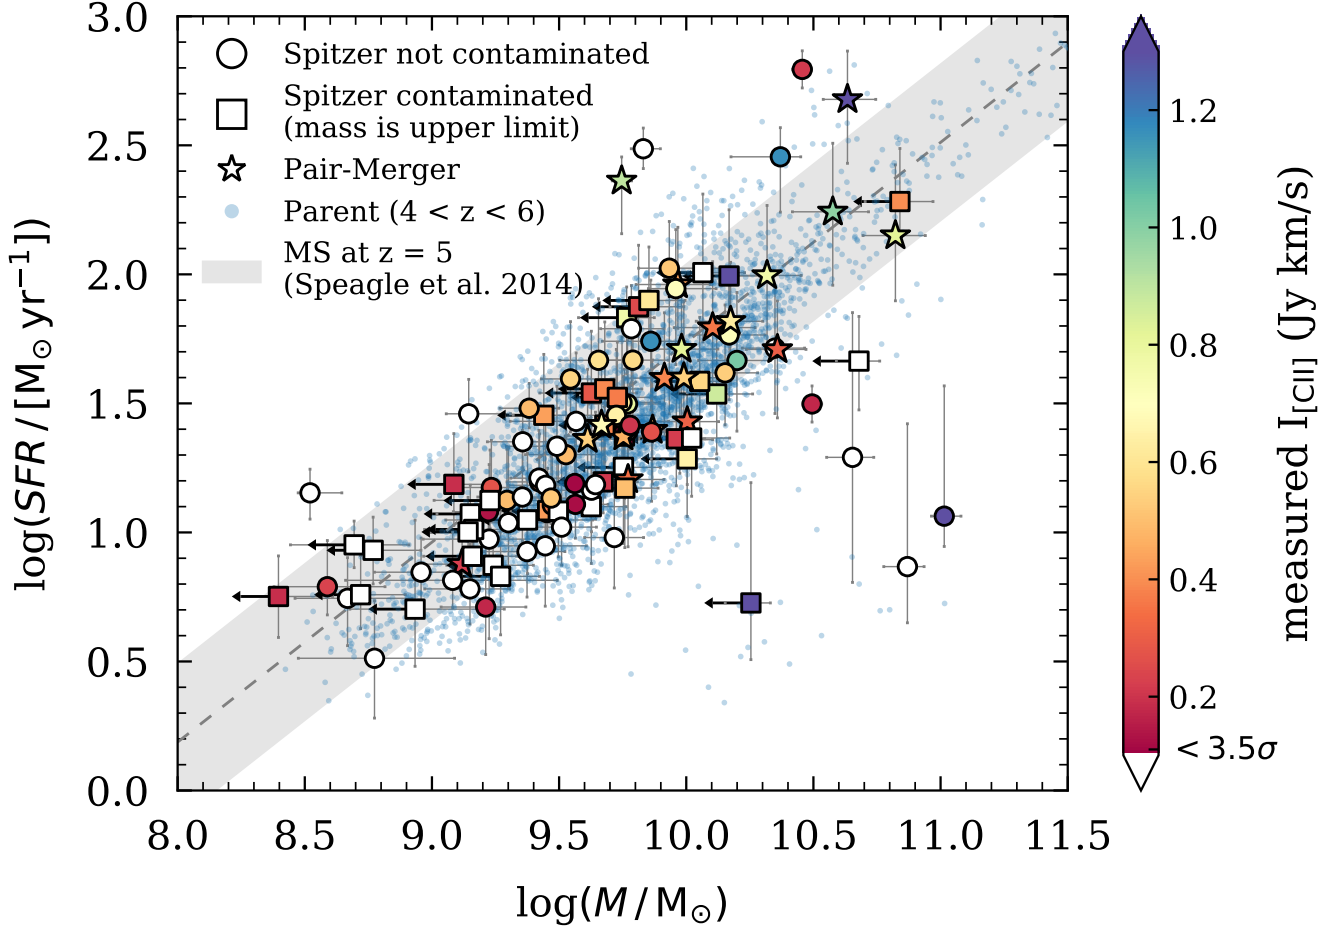 3.0
2.5
2.0
1.5
1.0
0.5
0.0
log(SFR / [M⊙ yr⁻¹])
Spitzer not contaminated
Spitzer contaminated
(mass is upper limit)
Pair-Merger
Parent (4 < z < 6)
MS at z = 5
(Speagle et al. 2014)
8.0 8.5 9.0 9.5 10.0 10.5 11.0 11.5
log(M / M⊙)
1.2
1.0
0.8
0.6
0.4
0.2
< 3.5σ
measured I[CII] (Jy km/s)